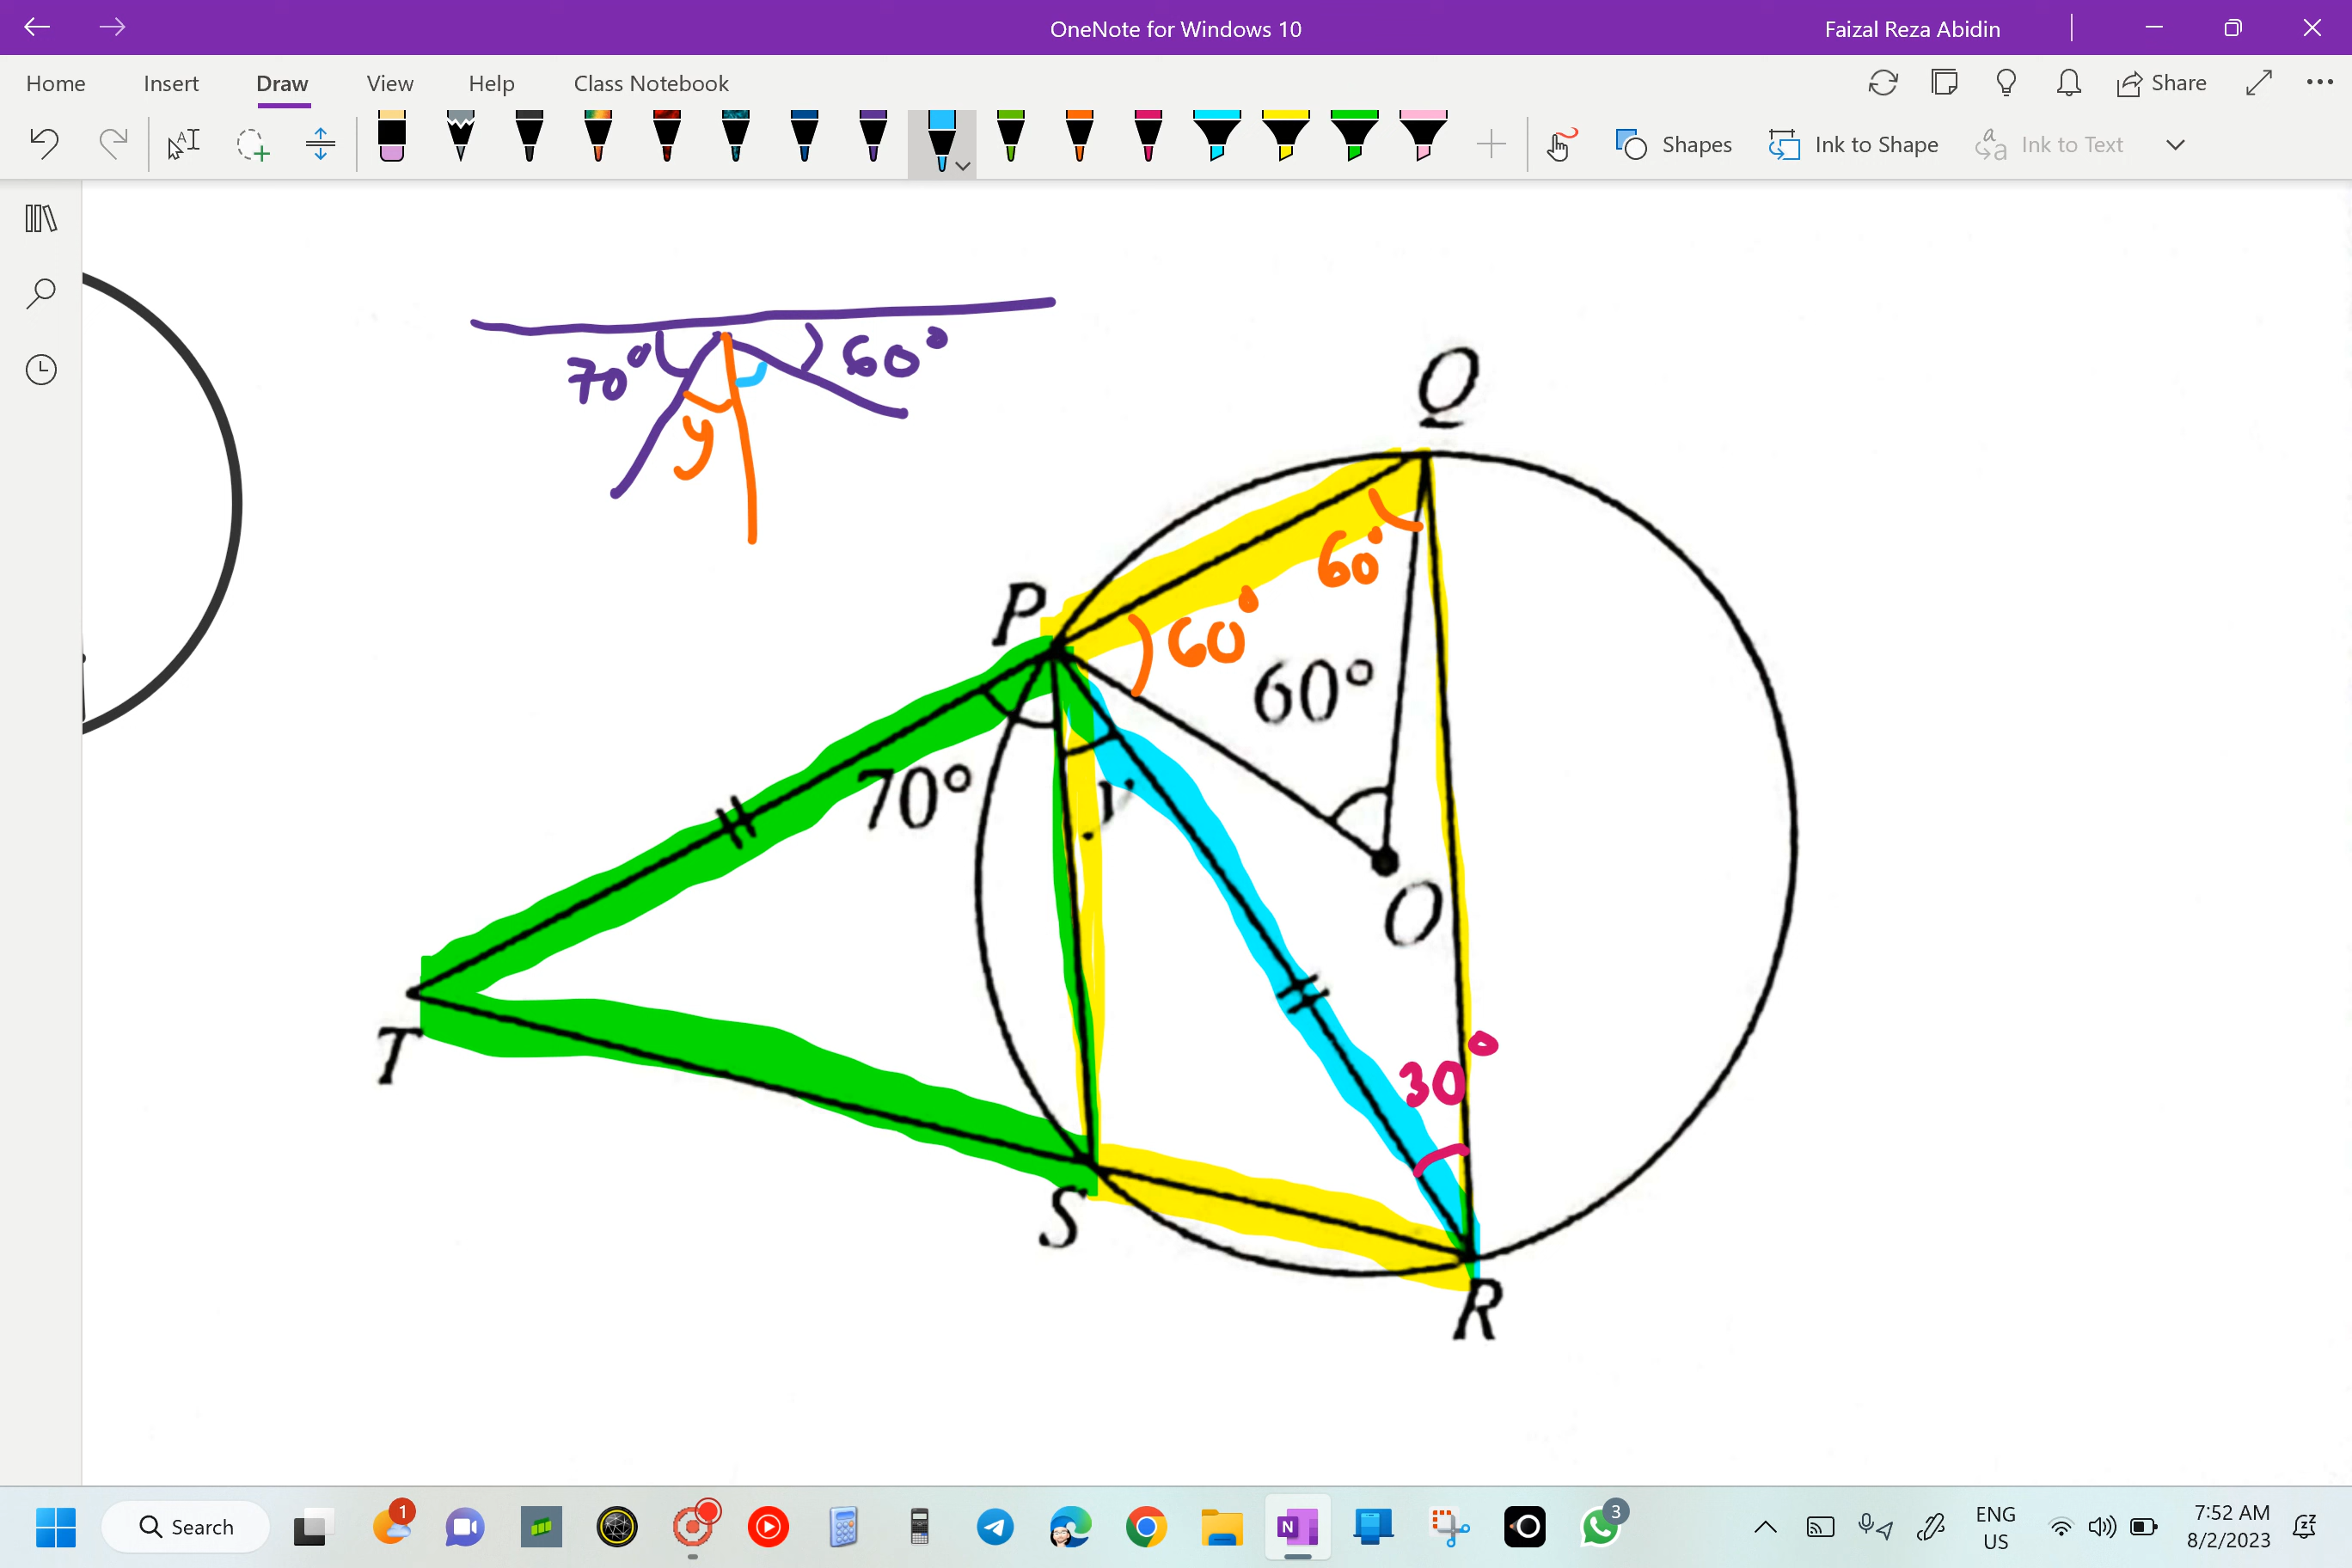 OneNote for Windows 10
Faizal Reza Abidin
Home Insert Draw View Help Class Notebook
Share
Shapes Ink to Shape Ink to Text
70° 60°
y
Q
60°
P
60°
60°
70°
y
O
30°
T
S
R
1
Search
3
ENG
US
7:52 AM
8/2/2023